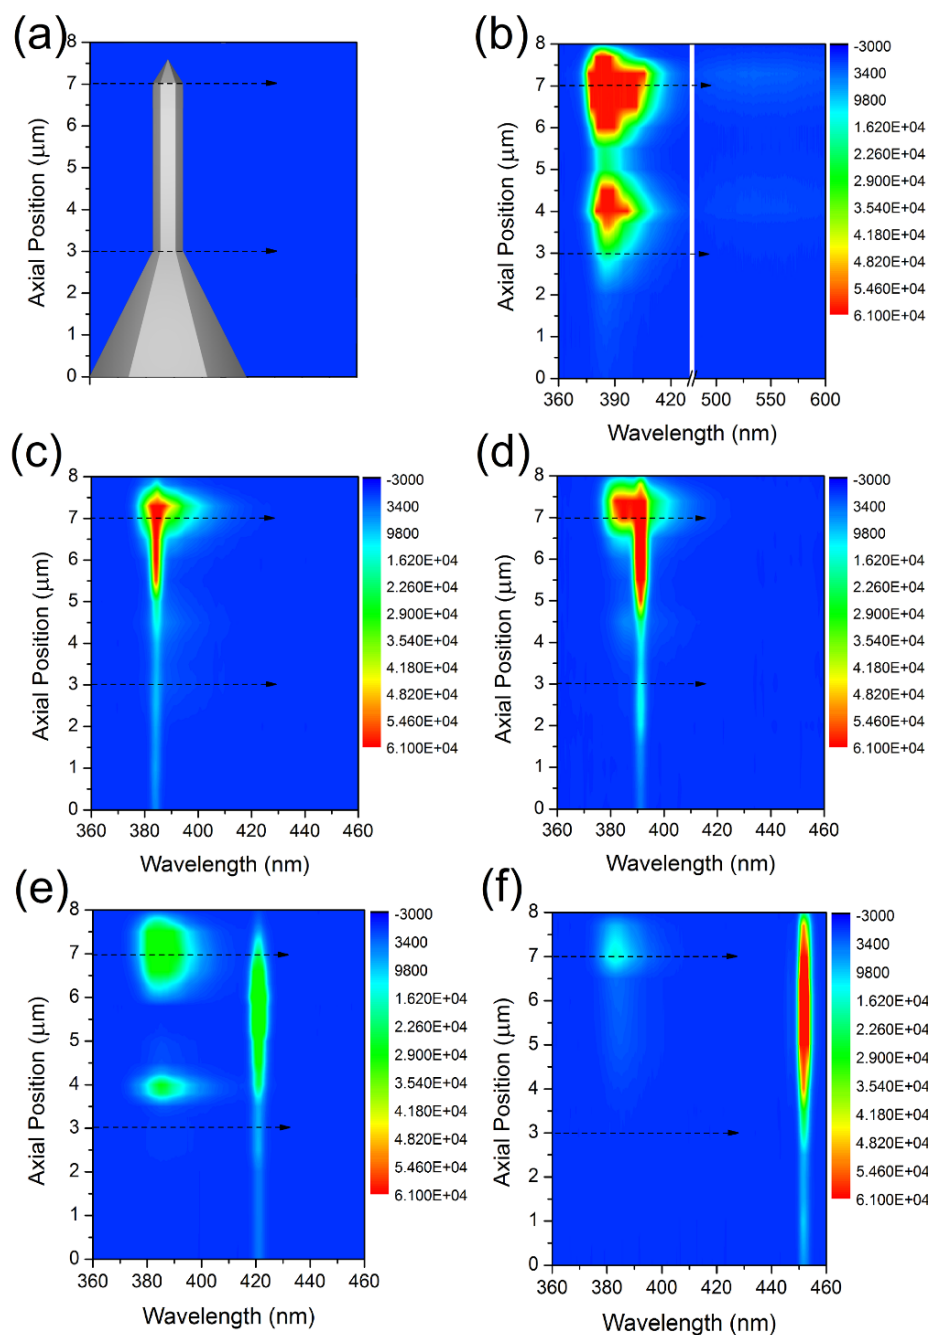 (a)
8
7
6
5
4
3
2
1
0
Axial Position (μm)
(b)
8
7
6
5
4
3
2
1
0
Axial Position (μm)
360 390 420 500 550 600
Wavelength (nm)
-3000
3400
9800
1.620E+04
2.260E+04
2.900E+04
3.540E+04
4.180E+04
4.820E+04
5.460E+04
6.100E+04
(c)
8
7
6
5
4
3
2
1
0
Axial Position (μm)
360 380 400 420 440 460
Wavelength (nm)
-3000
3400
9800
1.620E+04
2.260E+04
2.900E+04
3.540E+04
4.180E+04
4.820E+04
5.460E+04
6.100E+04
(d)
8
7
6
5
4
3
2
1
0
Axial Position (μm)
360 380 400 420 440 460
Wavelength (nm)
-3000
3400
9800
1.620E+04
2.260E+04
2.900E+04
3.540E+04
4.180E+04
4.820E+04
5.460E+04
6.100E+04
(e)
8
7
6
5
4
3
2
1
0
Axial Position (μm)
360 380 400 420 440 460
Wavelength (nm)
-3000
3400
9800
1.620E+04
2.260E+04
2.900E+04
3.540E+04
4.180E+04
4.820E+04
5.460E+04
6.100E+04
(f)
8
7
6
5
4
3
2
1
0
Axial Position (μm)
360 380 400 420 440 460
Wavelength (nm)
-3000
3400
9800
1.620E+04
2.260E+04
2.900E+04
3.540E+04
4.180E+04
4.820E+04
5.460E+04
6.100E+04